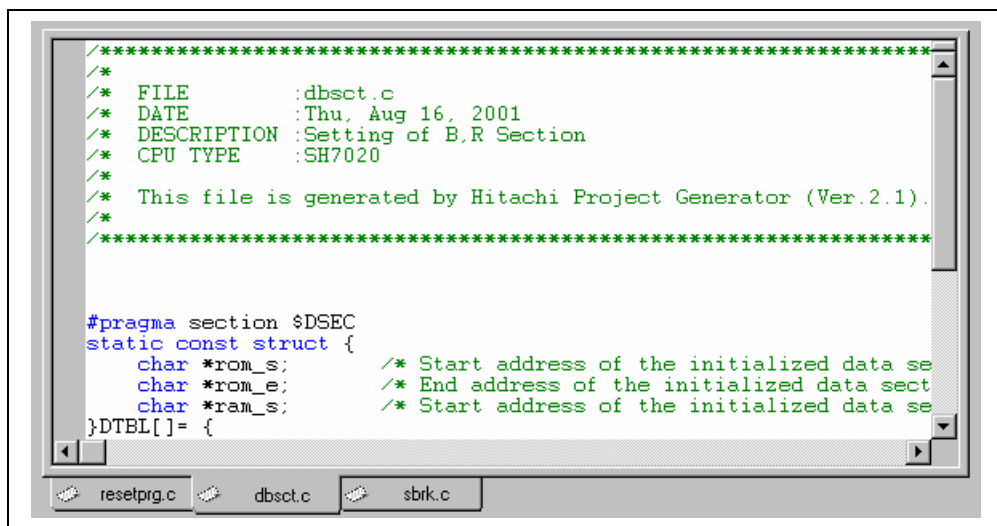 /*****************************************************************
/*
/*  FILE        :dbsct.c
/*  DATE        :Thu, Aug 16, 2001
/*  DESCRIPTION :Setting of B,R Section
/*  CPU TYPE    :SH7020
/*
/*  This file is generated by Hitachi Project Generator (Ver.2.1).
/*
/*****************************************************************
#pragma section $DSEC
static const struct {
    char *rom_s;       /* Start address of the initialized data se
    char *rom_e;       /* End address of the initialized data sect
    char *ram_s;       /* Start address of the initialized data se
}DTBL[]= {
resetprg.c dbsct.c sbrk.c